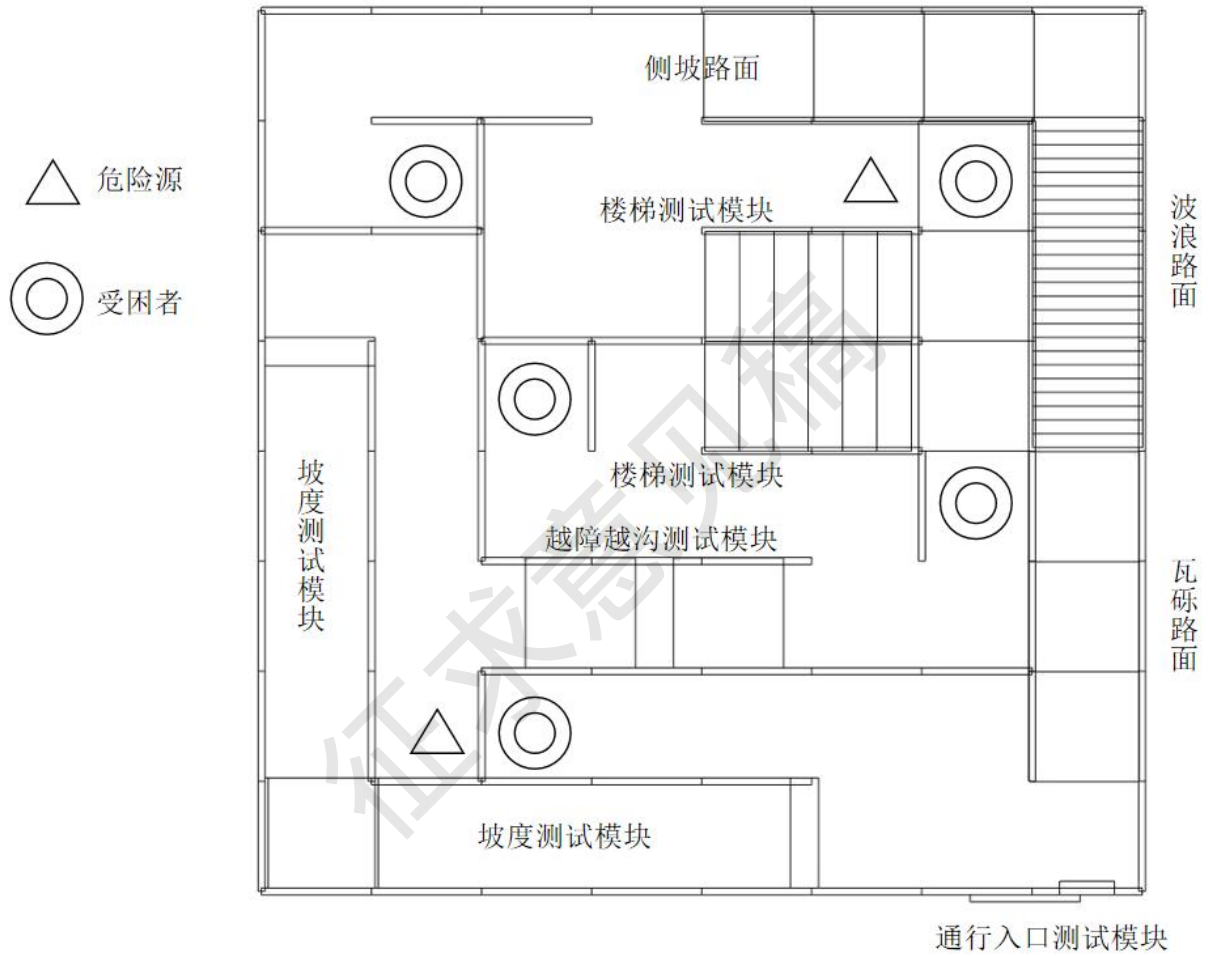 侧坡路面
危险源
楼梯测试模块
波浪路面
受困者
楼梯测试模块
坡度测试模块
越障越沟测试模块
瓦砾路面
坡度测试模块
通行入口测试模块
征求意见稿